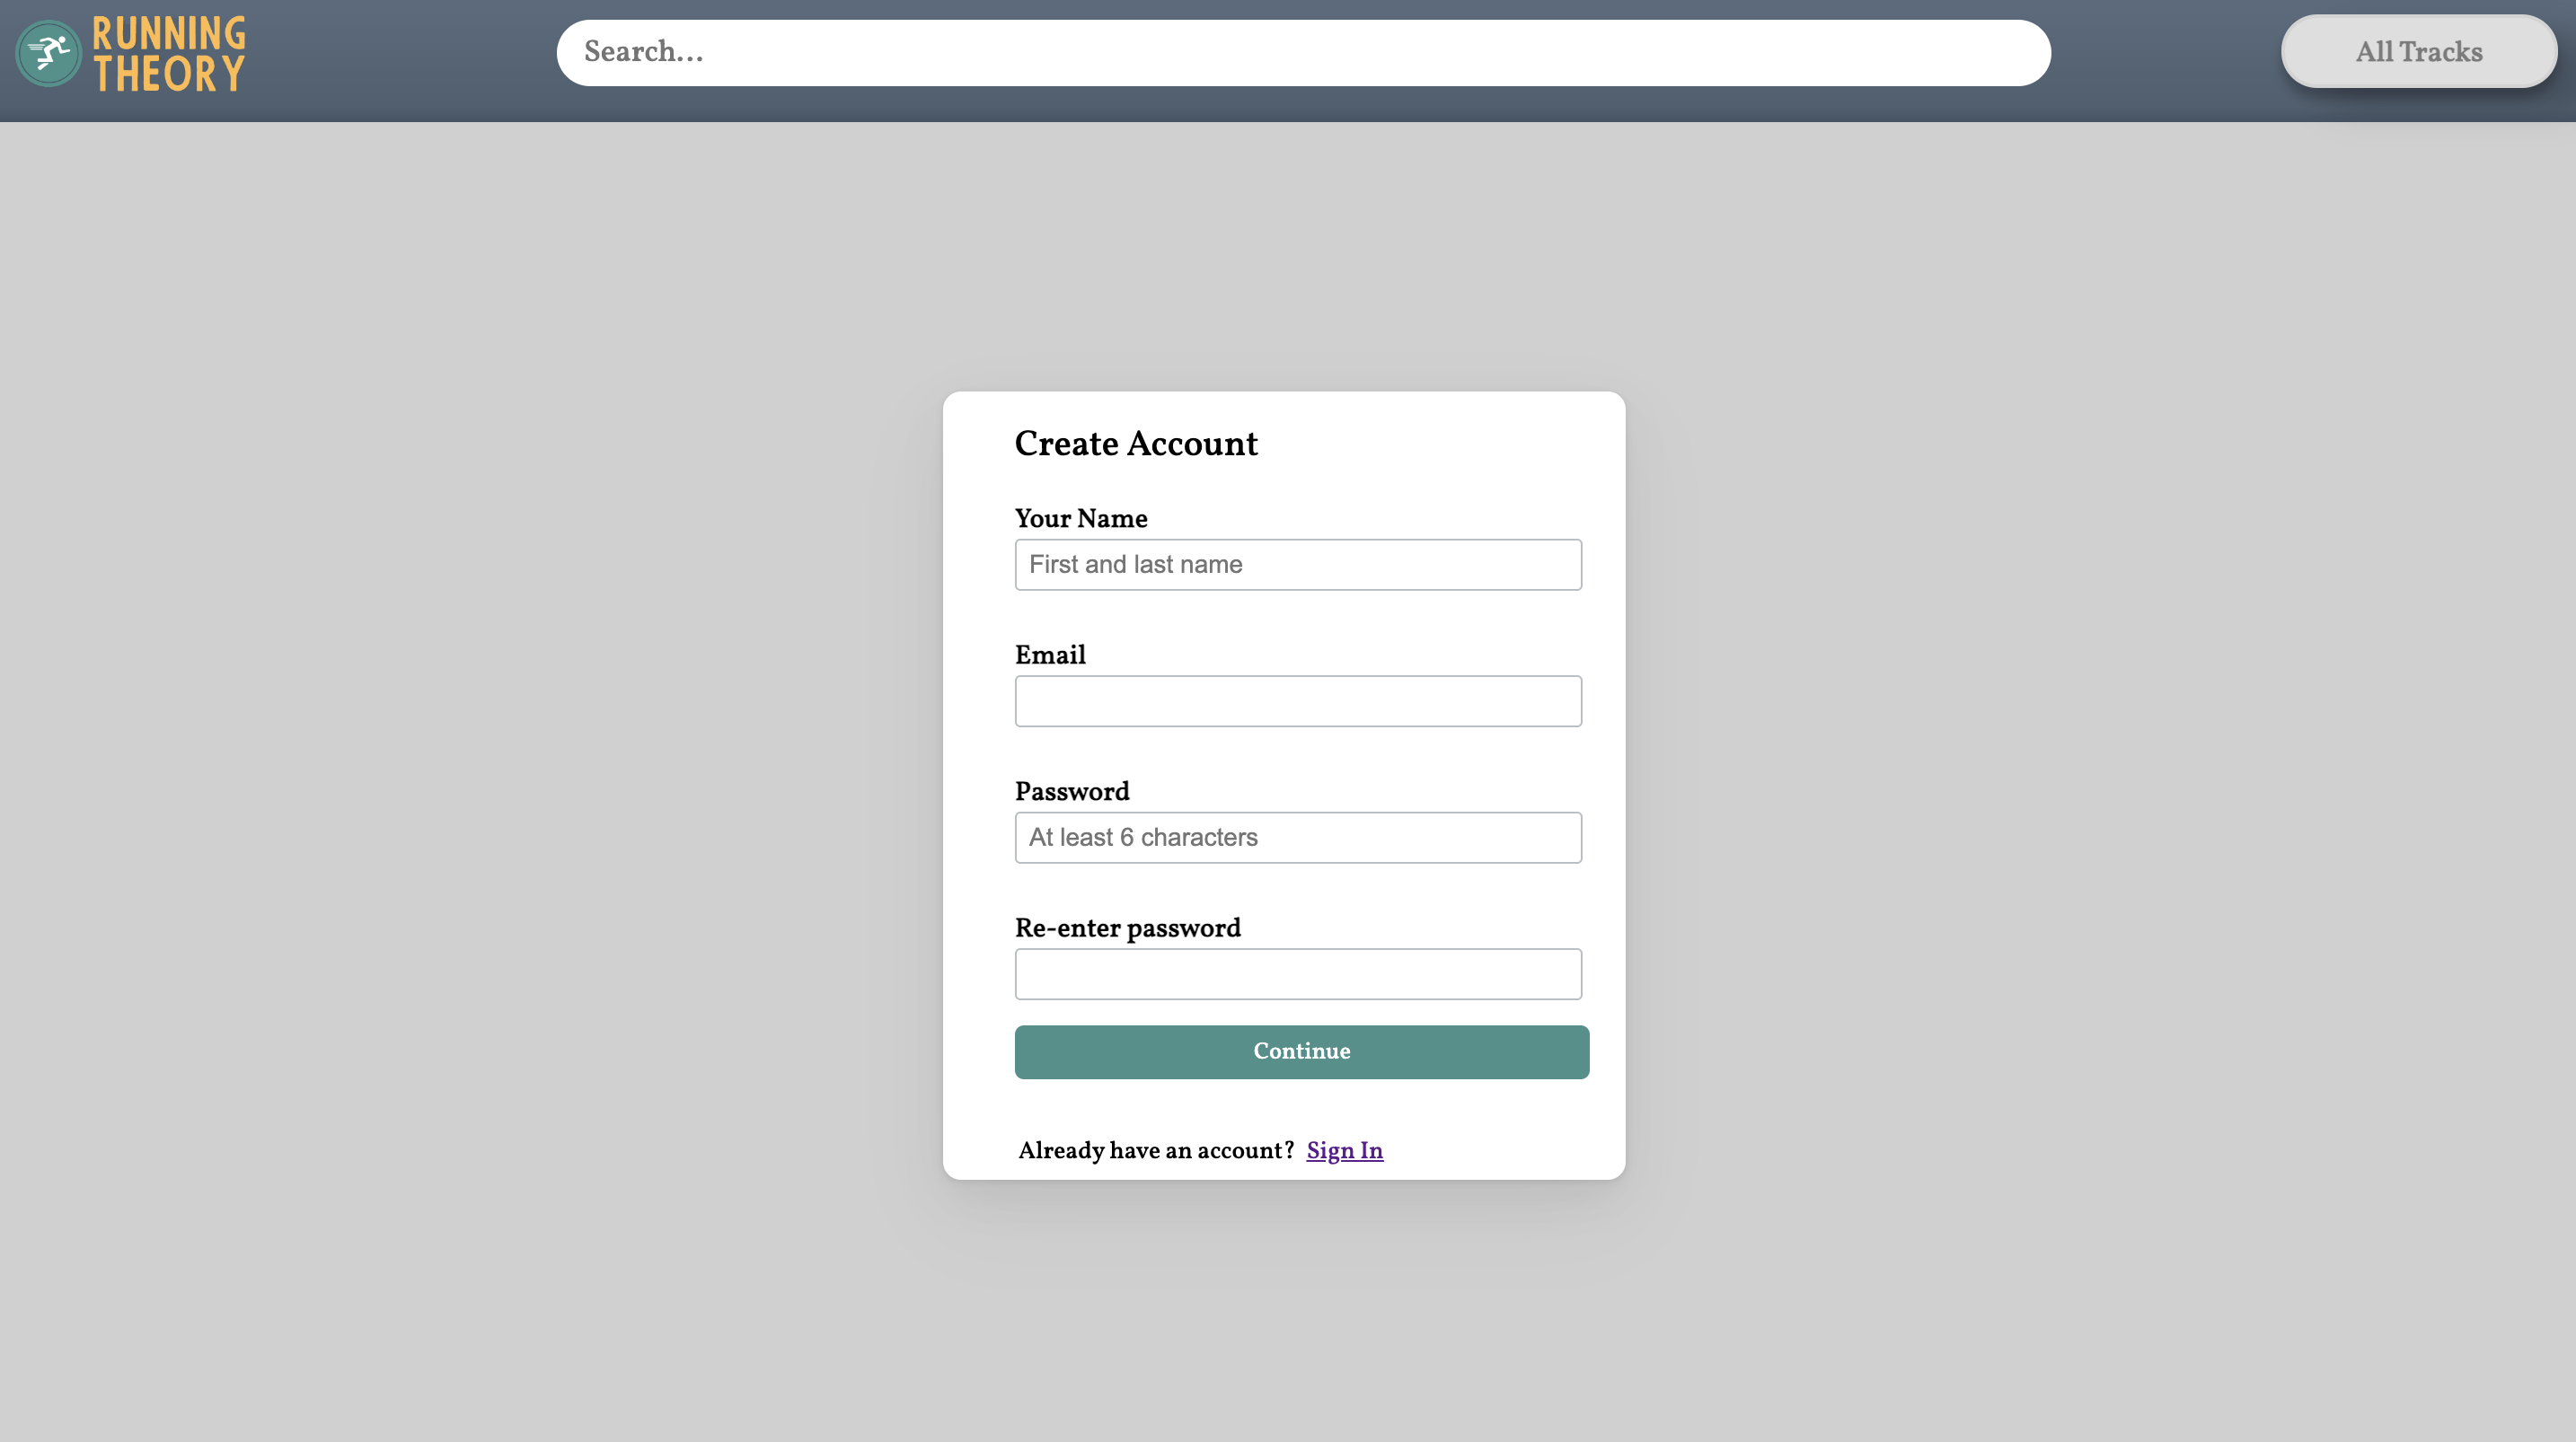 RUNNING
THEORY
Search...
All Tracks
Create Account
Your Name
First and last name
Email
Password
At least 6 characters
Re-enter password
Continue
Already have an account? Sign In